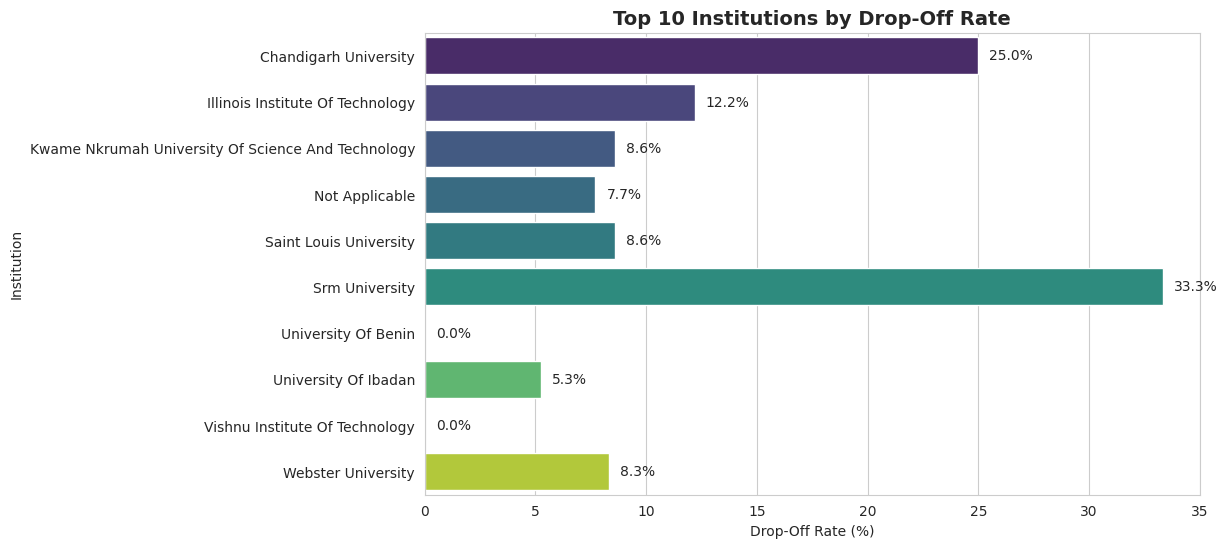 Top 10 Institutions by Drop-Off Rate
Institution
Chandigarh University 25.0%
Illinois Institute Of Technology 12.2%
Kwame Nkrumah University Of Science And Technology 8.6%
Not Applicable 7.7%
Saint Louis University 8.6%
Srm University 33.3%
University Of Benin 0.0%
University Of Ibadan 5.3%
Vishnu Institute Of Technology 0.0%
Webster University 8.3%
0 5 10 15 20 25 30 35
Drop-Off Rate (%)